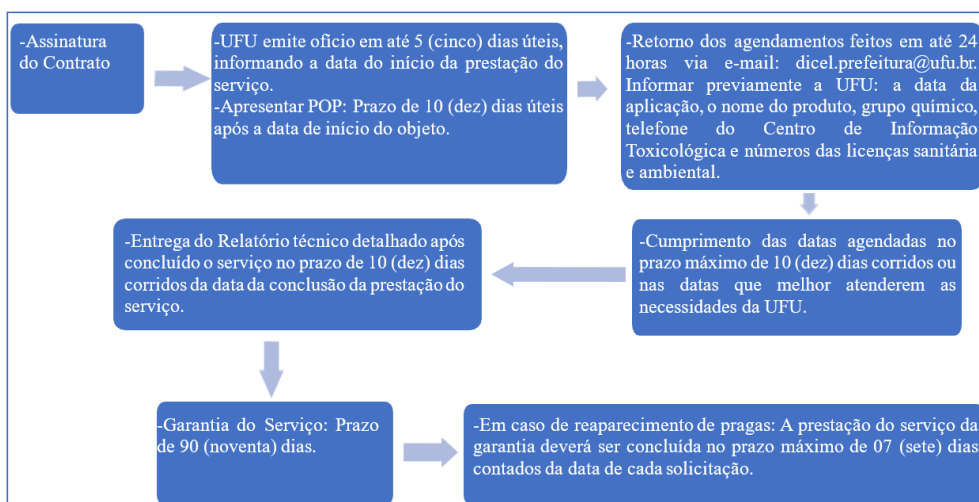 -Assinatura
do Contrato
-UFU emite ofício em até 5 (cinco) dias úteis,
informando a data do início da prestação do
serviço.
-Apresentar POP: Prazo de 10 (dez) dias úteis
após a data de início do objeto.
-Retorno dos agendamentos feitos em até 24
horas via e-mail: dicel.prefeitura@ufu.br.
Informar previamente a UFU: a data da
aplicação, o nome do produto, grupo químico,
telefone do Centro de Informação
Toxicológica e números das licenças sanitária
e ambiental.
-Cumprimento das datas agendadas no
prazo máximo de 10 (dez) dias corridos ou
nas datas que melhor atenderem as
necessidades da UFU.
-Entrega do Relatório técnico detalhado após
concluído o serviço no prazo de 10 (dez) dias
corridos da data da conclusão da prestação do
serviço.
-Garantia do Serviço: Prazo
de 90 (noventa) dias.
-Em caso de reaparecimento de pragas: A prestação do serviço da
garantia deverá ser concluída no prazo máximo de 07 (sete) dias
contados da data de cada solicitação.